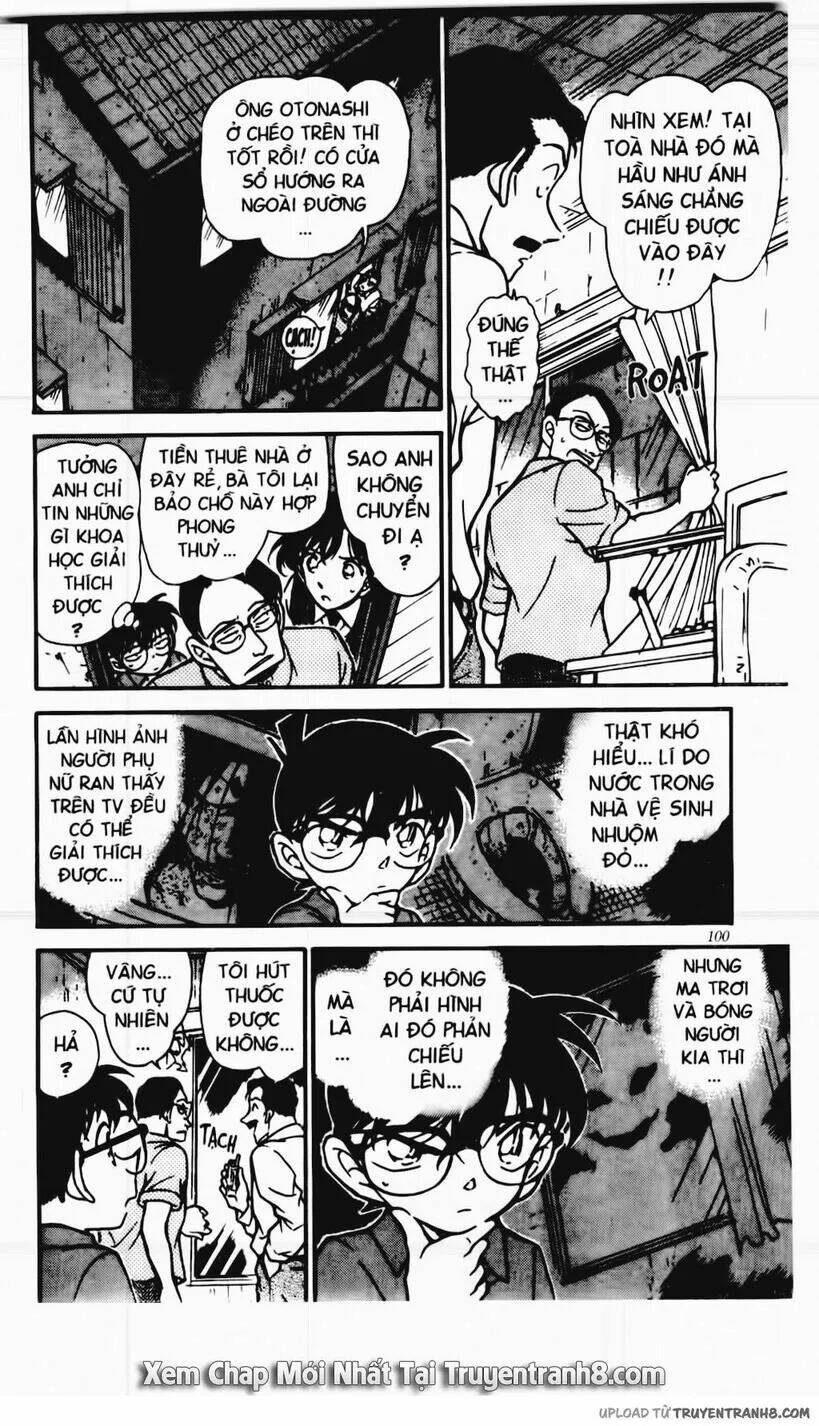 NHÌN XEM! TẠI
TOÀ NHÀ ĐÓ MÀ
HẦU NHƯ ÁNH
SÁNG CHẲNG
CHIẾU ĐƯỢC
VÀO ĐÂY
!!
ĐÚNG
THẾ
THẬT
...
ROẠT
ÔNG OTONASHI
Ở CHÉO TRÊN THÌ
TỐT RỒI! CÓ CỬA
SỔ HƯỚNG RA
NGOÀI ĐƯỜNG
...
CẠCH!
SAO ANH
KHÔNG
CHUYỂN
ĐI Ạ
?
TIỀN THUÊ NHÀ Ở
ĐÂY RẺ, BÀ TÔI LẠI
BẢO CHỖ NÀY HỢP
PHONG
THUỶ...
TƯỞNG
ANH CHỈ
TIN NHỮNG
GÌ KHOA
HỌC GIẢI
THÍCH
ĐƯỢC
?
THẬT KHÓ
HIỂU... LÍ DO
NƯỚC TRONG
NHÀ VỆ SINH
NHUỘM
ĐỎ...
LẪN HÌNH ẢNH
NGƯỜI PHỤ
NỮ RAN THẤY
TRÊN TV ĐỀU
CÓ THỂ
GIẢI THÍCH
ĐƯỢC...
100
NHƯNG
MA TRƠI
VÀ BÓNG
NGƯỜI
KIA THÌ
...
ĐÓ KHÔNG
PHẢI HÌNH
AI ĐÓ PHẢN
CHIẾU
LÊN...
MÀ
LÀ
...
TÔI HÚT
THUỐC
ĐƯỢC
KHÔNG...
VÂNG...
CỨ TỰ
NHIÊN
...
HẢ
?
TẠCH
Xem Chap Mới Nhất Tại Truyentranh8.com
UPLOAD TỪ TRUYENTRANH8.COM